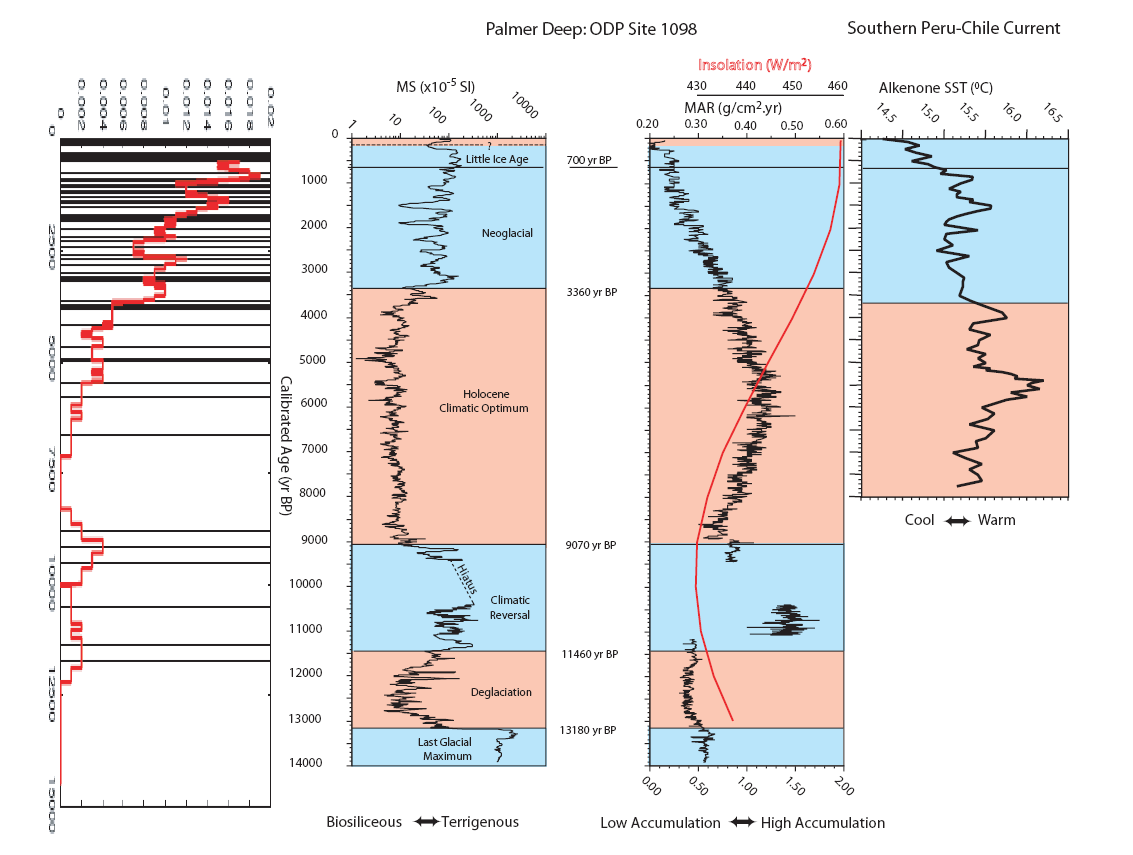 Palmer Deep: ODP Site 1098
Southern Peru-Chile Current
0 0.002 0.004 0.006 0.008 0.01 0.012 0.014 0.016 0.018 0.02
0
2500
5000
7500
10000
12500
15000
Calibrated Age (yr BP)
MS (x10-5 SI)
1 10 100 1000 10000
0
1000
2000
3000
4000
5000
6000
7000
8000
9000
10000
11000
12000
13000
14000
?
Little Ice Age
Neoglacial
Holocene
Climatic Optimum
Hiatus
Climatic
Reversal
Deglaciation
Last Glacial
Maximum
Biosiliceous Terrigenous
700 yr BP
3360 yr BP
9070 yr BP
11460 yr BP
13180 yr BP
Insolation (W/m2)
430 440 450 460
MAR (g/cm2.yr)
0.20 0.30 0.40 0.50 0.60
0.00 0.50 1.00 1.50 2.00
Low Accumulation High Accumulation
Alkenone SST (0C)
14.5 15.0 15.5 16.0 16.5
Cool Warm